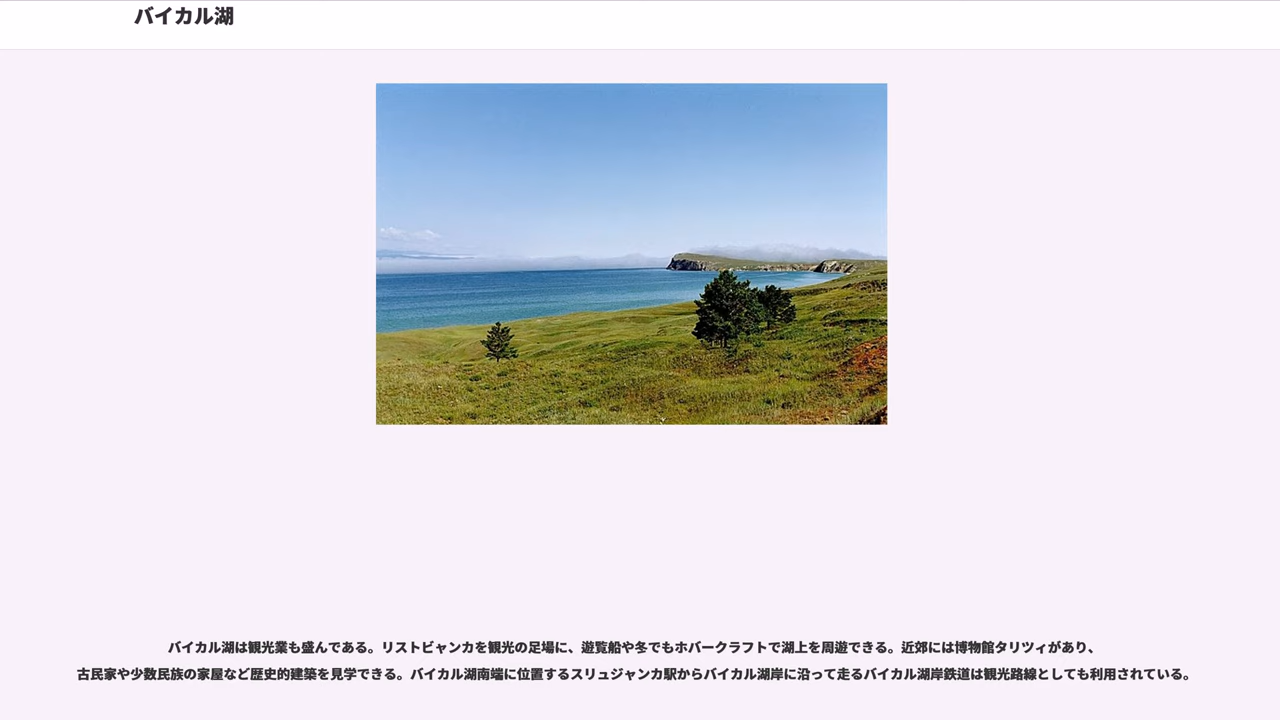 バイカル湖
バイカル湖は観光業も盛んである。リストビャンカを観光の足場に、遊覧船や冬でもホバークラフトで湖上を周遊できる。近郊には博物館タリツィがあり、
古民家や少数民族の家屋など歴史的建築を見学できる。バイカル湖南端に位置するスリュジャンカ駅からバイカル湖岸に沿って走るバイカル湖岸鉄道は観光路線としても利用されている。